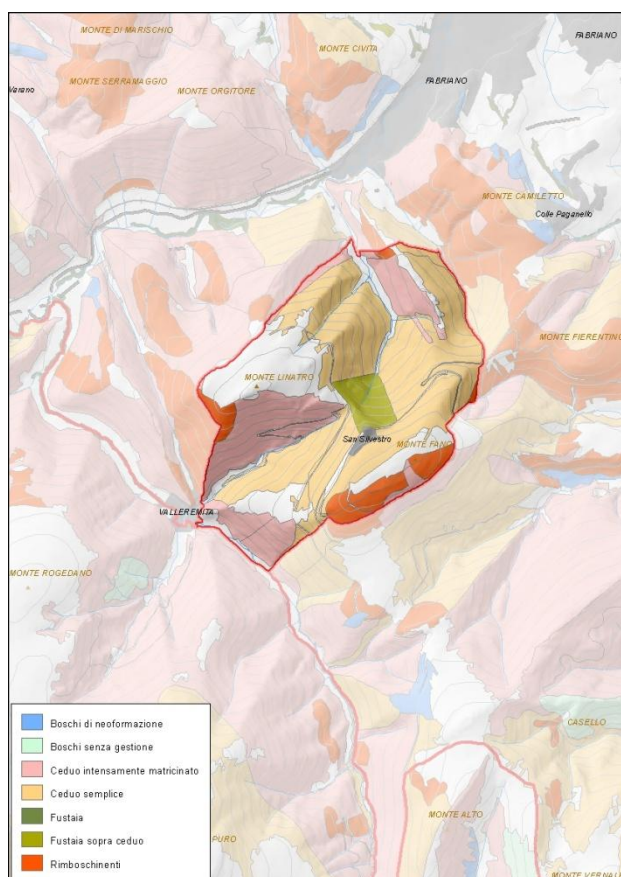 MONTE DI MARISCHIO
FABRIANO
MONTE CIVITA
Varano
MONTE SERRAMAGGIO
FABRIANO
MONTE ORGITORE
MONTE CAMILETTO
Colle Paganello
MONTE FIERENTINO
MONTE LINATRO
San Silvestro
MONTE FANO
VALLEREMITA
MONTE ROGEDANO
CASELLO
MONTE ALTO
PURO
MONTE VERNALE
Boschi di neoformazione
Boschi senza gestione
Ceduo intensamente matricinato
Ceduo semplice
Fustaia
Fustaia sopra ceduo
Rimboschinenti